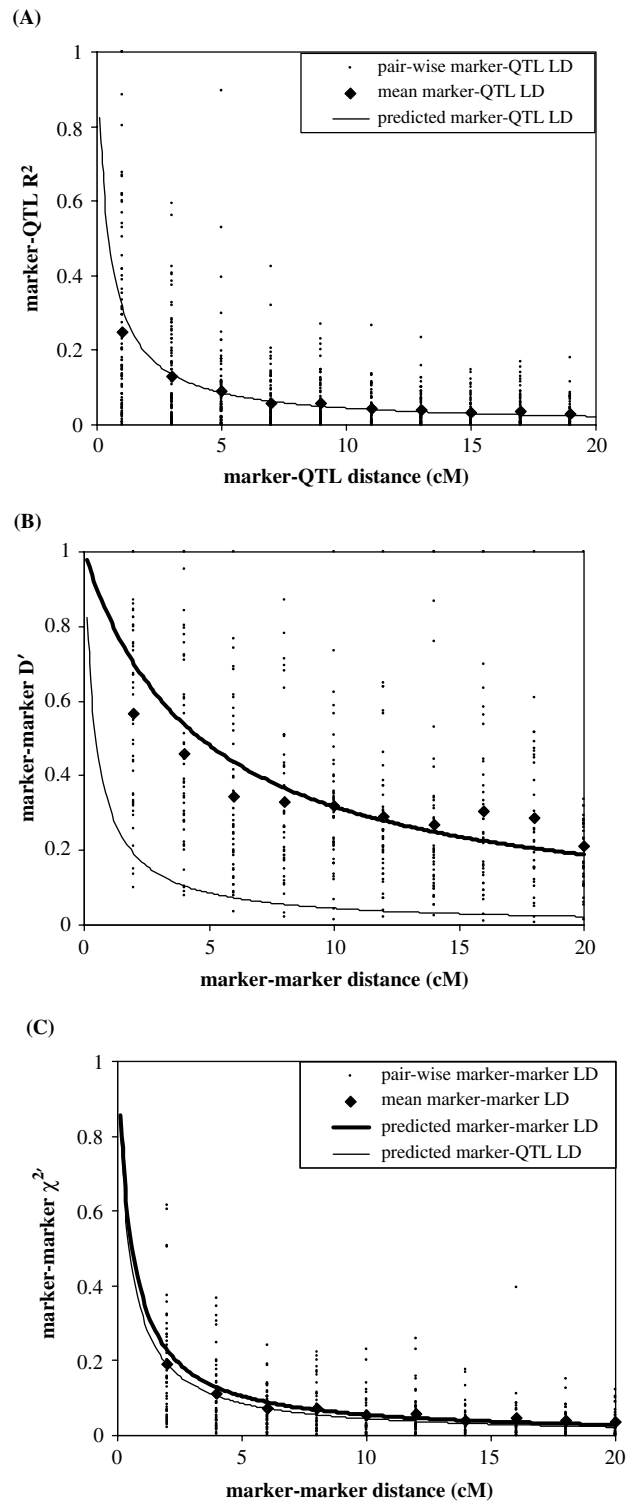 (A)
1
0.8
0.6
0.4
0.2
0
marker-QTL R²
pair-wise marker-QTL LD
mean marker-QTL LD
predicted marker-QTL LD
0 5 10 15 20
marker-QTL distance (cM)
(B)
1
0.8
0.6
0.4
0.2
0
marker-marker D′
0 5 10 15 20
marker-marker distance (cM)
(C)
1
0.8
0.6
0.4
0.2
0
marker-marker χ²′
pair-wise marker-marker LD
mean marker-marker LD
predicted marker-marker LD
predicted marker-QTL LD
0 5 10 15 20
marker-marker distance (cM)